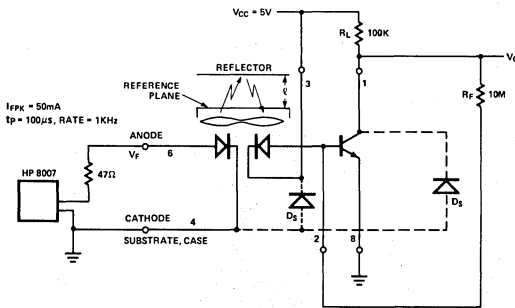 VCC = 5V
RL 100K
VO
REFLECTOR
REFERENCE
PLANE
ℓ
3
1
RF 10M
IFPK = 50mA
tP = 100μs, RATE = 1KHz
ANODE
VF 6
HP 8007
47Ω
DS
DS
CATHODE
4
SUBSTRATE, CASE
2
8